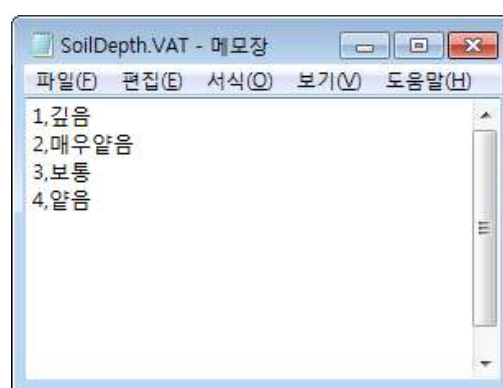 SoilDepth.VAT - 메모장
파일(F) 편집(E) 서식(O) 보기(V) 도움말(H)
1,깊음
2,매우얕음
3,보통
4,얕음